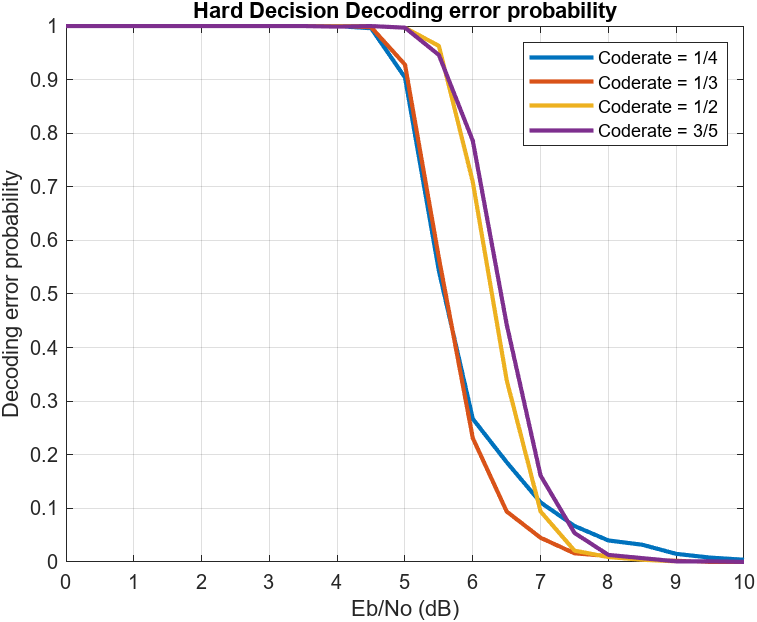 Hard Decision Decoding error probability
1
0.9
0.8
0.7
0.6
0.5
0.4
0.3
0.2
0.1
0
Decoding error probability
Coderate = 1/4
Coderate = 1/3
Coderate = 1/2
Coderate = 3/5
0 1 2 3 4 5 6 7 8 9 10
Eb/No (dB)